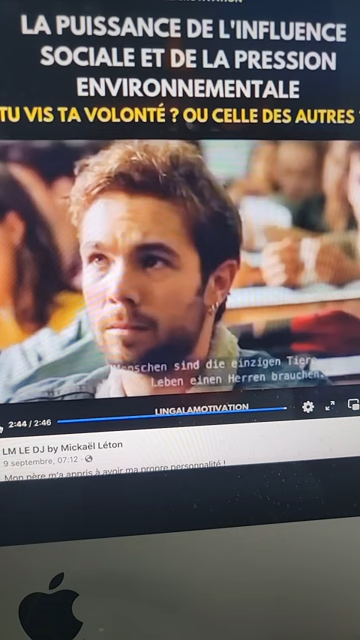 LA PUISSANCE DE L'INFLUENCE
SOCIALE ET DE LA PRESSION
ENVIRONNEMENTALE
TU VIS TA VOLONTÉ ? OU CELLE DES AUTRES ?
Menschen sind die einzigen Tiere
Leben einen Herren brauchen.
LINGALAMOTIVATION
2:44 / 2:46
LM LE DJ by Mickaël Léton
9 septembre, 07:12
Mon père m'a appris à avoir ma propre personnalité !